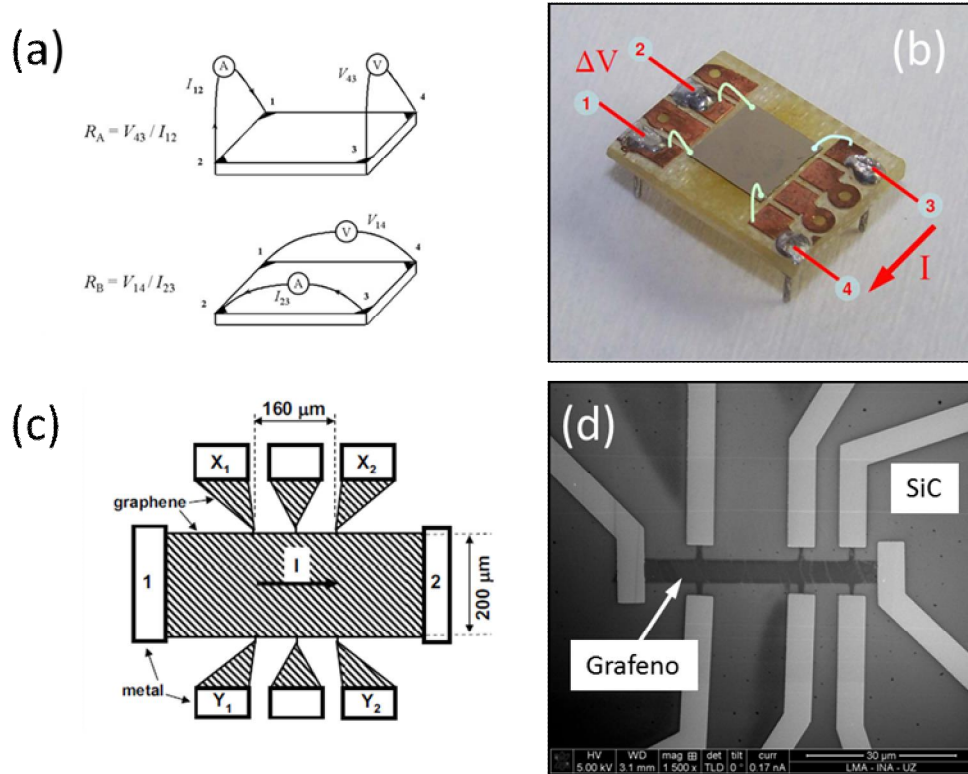 (a)
A
I12
V43
V
1
4
RA = V43 / I12
2
3
V14
V
1
4
RB = V14 / I23
I23
A
2
3
(b)
2
ΔV
1
3
I
4
(c)
160 µm
X1
X2
graphene
1
I
2
200 µm
metal
Y1
Y2
(d)
SiC
Grafeno
HV WD mag ⊞ det tilt curr 30 µm
5.00 kV 3.1 mm 1 500 x TLD 0 ° 0.17 nA LMA - INA - UZ